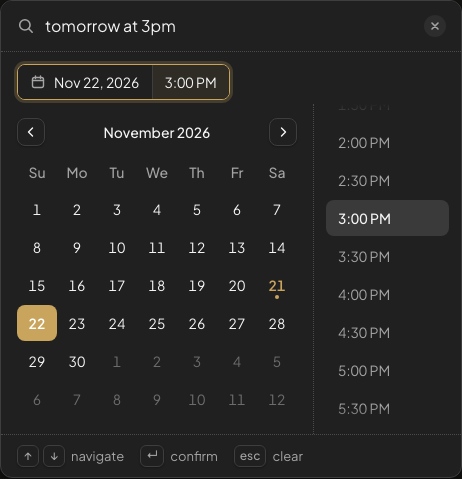 tomorrow at 3pm
Nov 22, 2026 3:00 PM
November 2026
Su Mo Tu We Th Fr Sa
1 2 3 4 5 6 7
8 9 10 11 12 13 14
15 16 17 18 19 20 21
22 23 24 25 26 27 28
29 30 1 2 3 4 5
6 7 8 9 10 11 12
1:30 PM
2:00 PM
2:30 PM
3:00 PM
3:30 PM
4:00 PM
4:30 PM
5:00 PM
5:30 PM
↑ ↓ navigate ↵ confirm esc clear